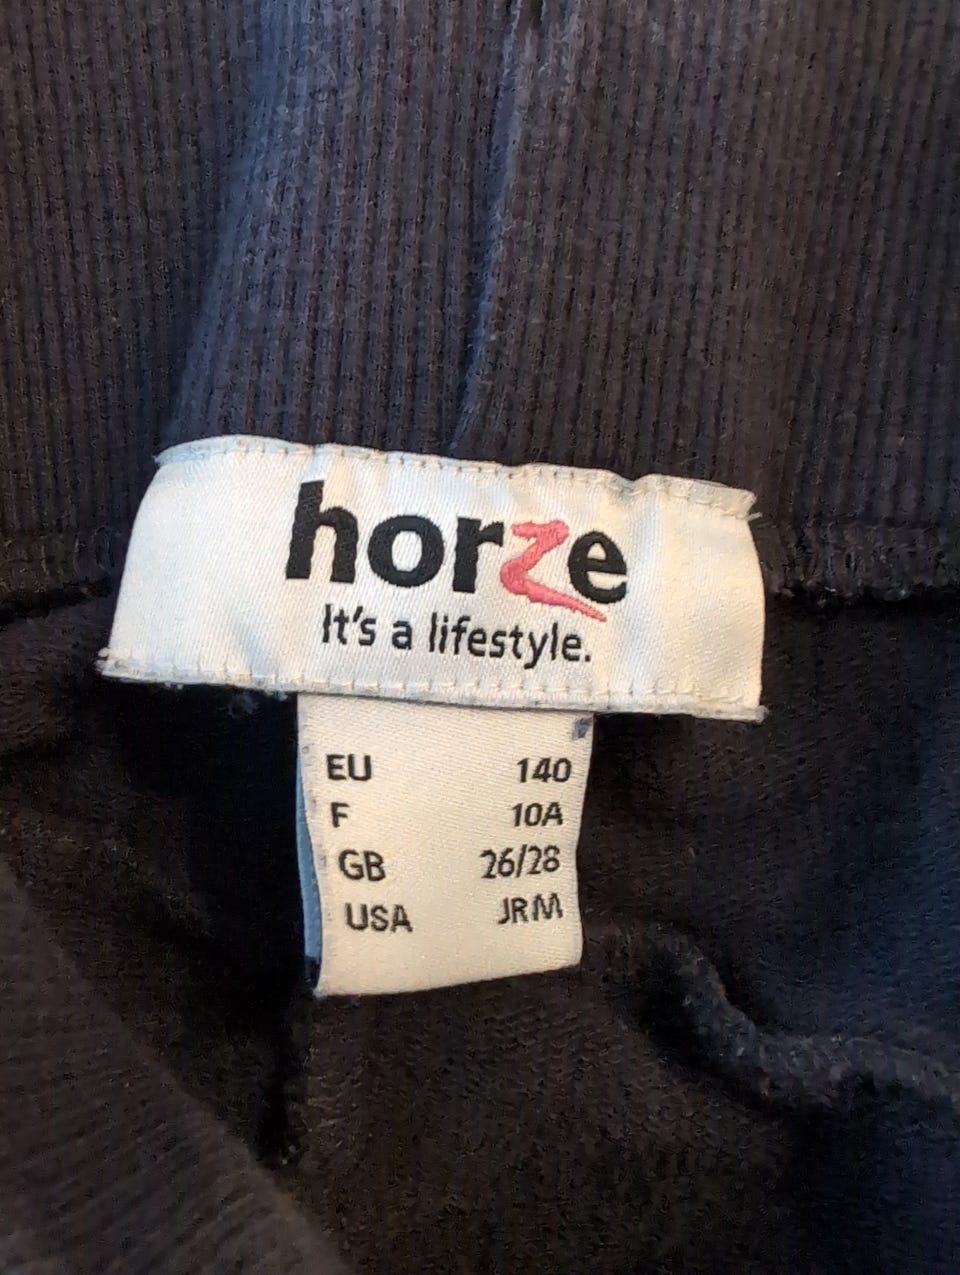 horze
It's a lifestyle.
EU 140
F 10A
GB 26/28
USA JRM